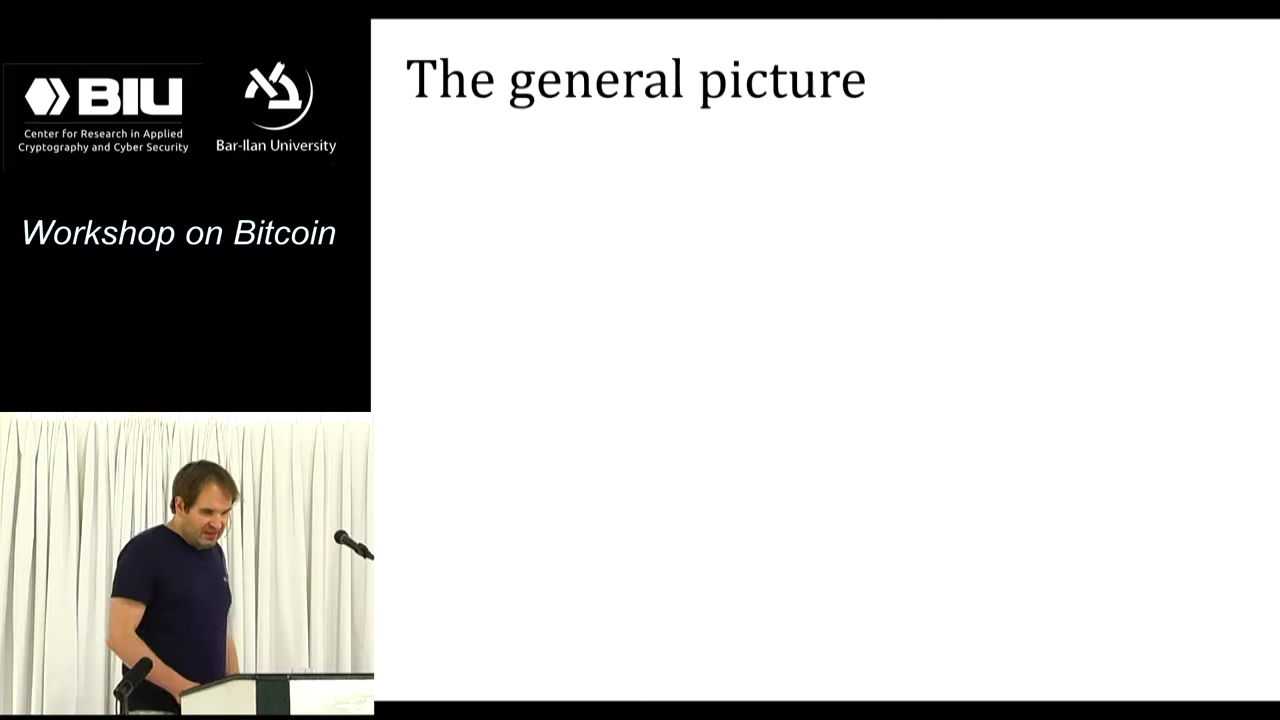 BIU
Center for Research in Applied
Cryptography and Cyber Security
Bar-Ilan University
Workshop on Bitcoin
The general picture